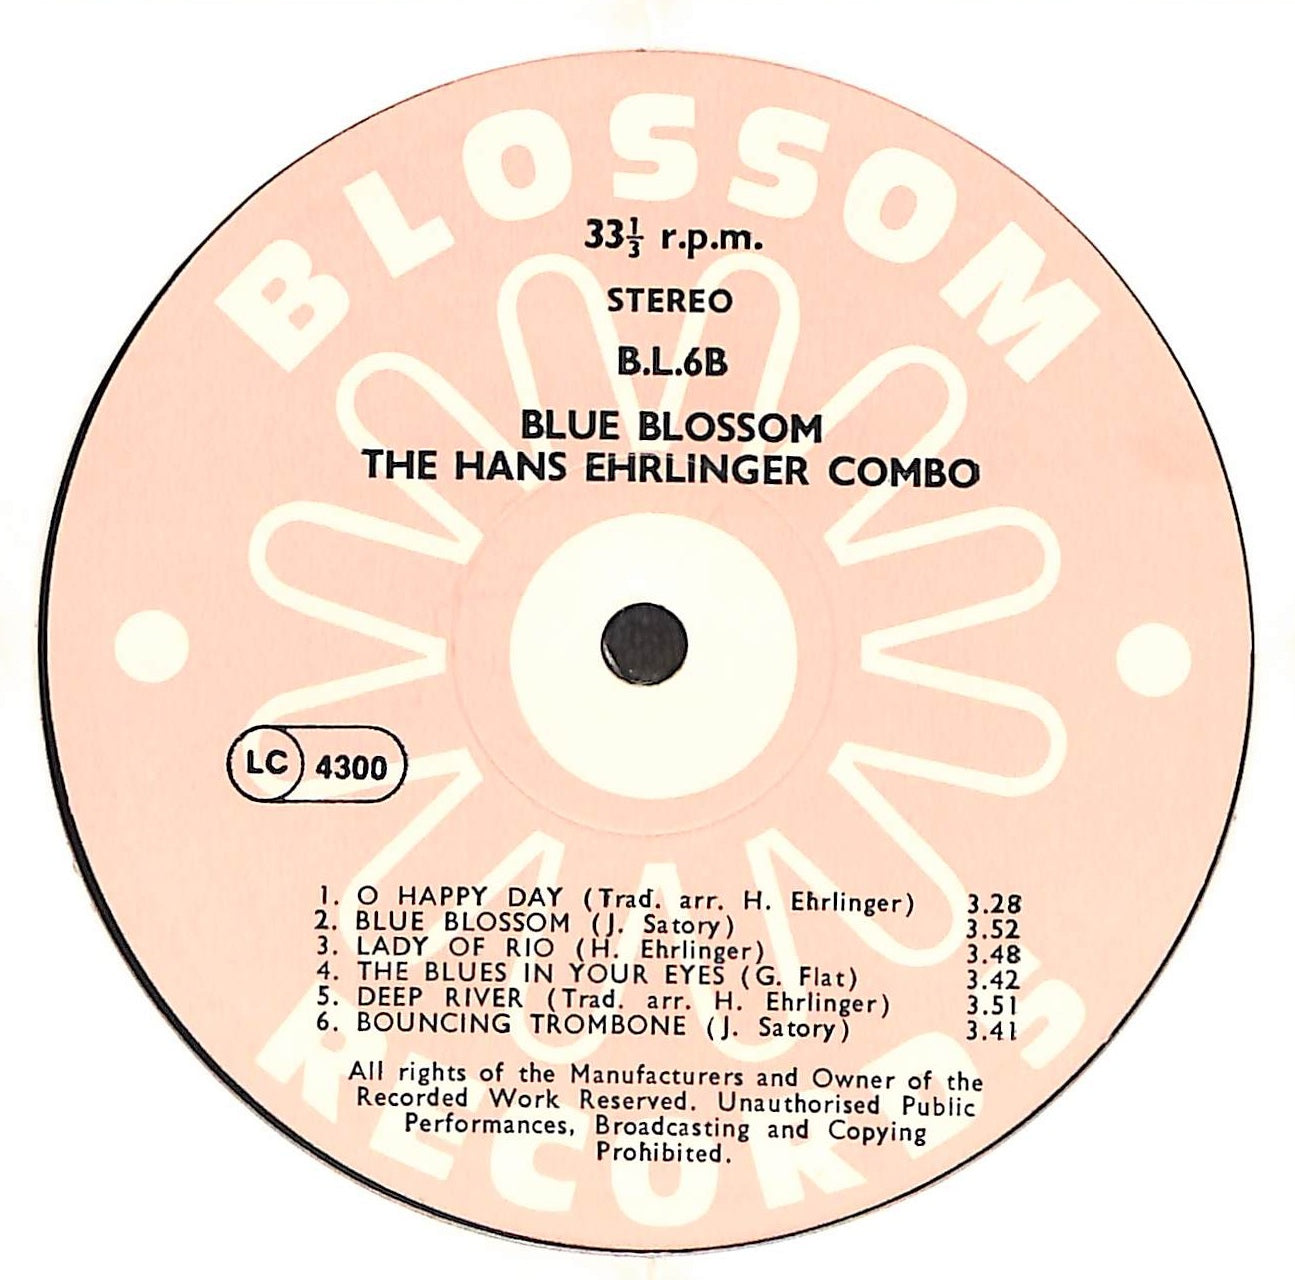 BLOSSOM
33⅓ r.p.m.
STEREO
B.L.6B
BLUE BLOSSOM
THE HANS EHRLINGER COMBO
LC 4300
1. O HAPPY DAY (Trad. arr. H. Ehrlinger) 3.28
2. BLUE BLOSSOM (J. Satory) 3.52
3. LADY OF RIO (H. Ehrlinger) 3.48
4. THE BLUES IN YOUR EYES (G. Flat) 3.42
5. DEEP RIVER (Trad. arr. H. Ehrlinger) 3.51
6. BOUNCING TROMBONE (J. Satory) 3.41
All rights of the Manufacturers and Owner of the
Recorded Work Reserved. Unauthorised Public
Performances, Broadcasting and Copying
Prohibited.
RECORDS